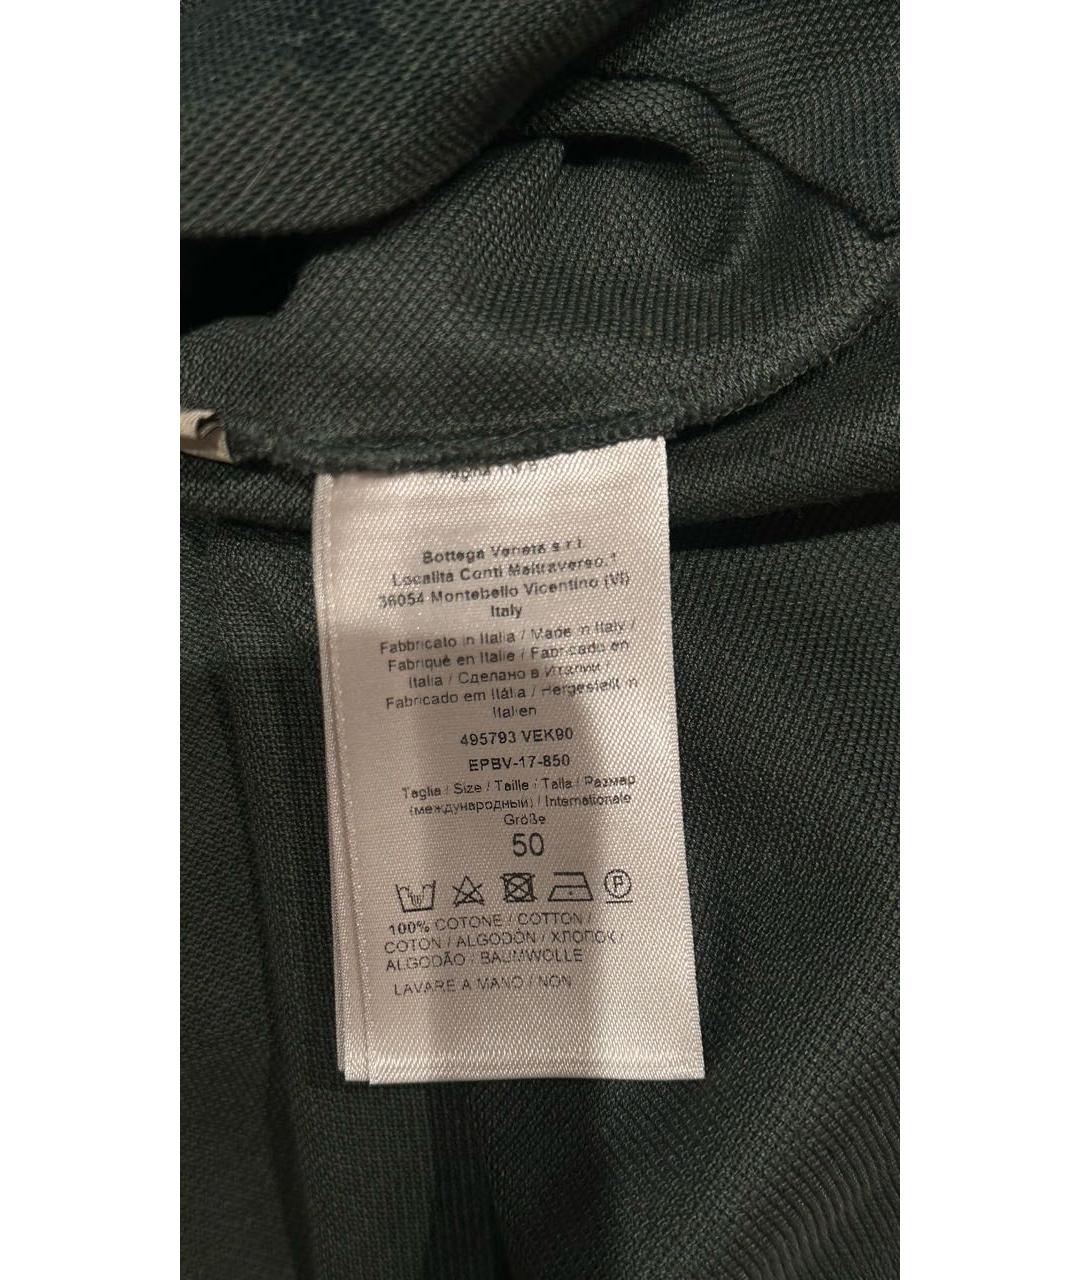 Bottega Veneta s.r.l.
Località Conti Maltraverso,
36054 Montebello Vicentino (VI)
Italy
Fabbricato in Italia / Made in Italy /
Fabriqué en Italie / Fabricado en
Italia / Сделано в Италии /
Fabricado em Itália / Hergestellt in
Italien
495793 VEK90
EPBV-17-850
Taglia / Size / Taille / Talla / Размер
(международный) / Internationale
Größe
50
P
100% COTONE / COTTON /
COTON / ALGODÓN / ХЛОПОК /
ALGODÃO / BAUMWOLLE
LAVARE A MANO / NON